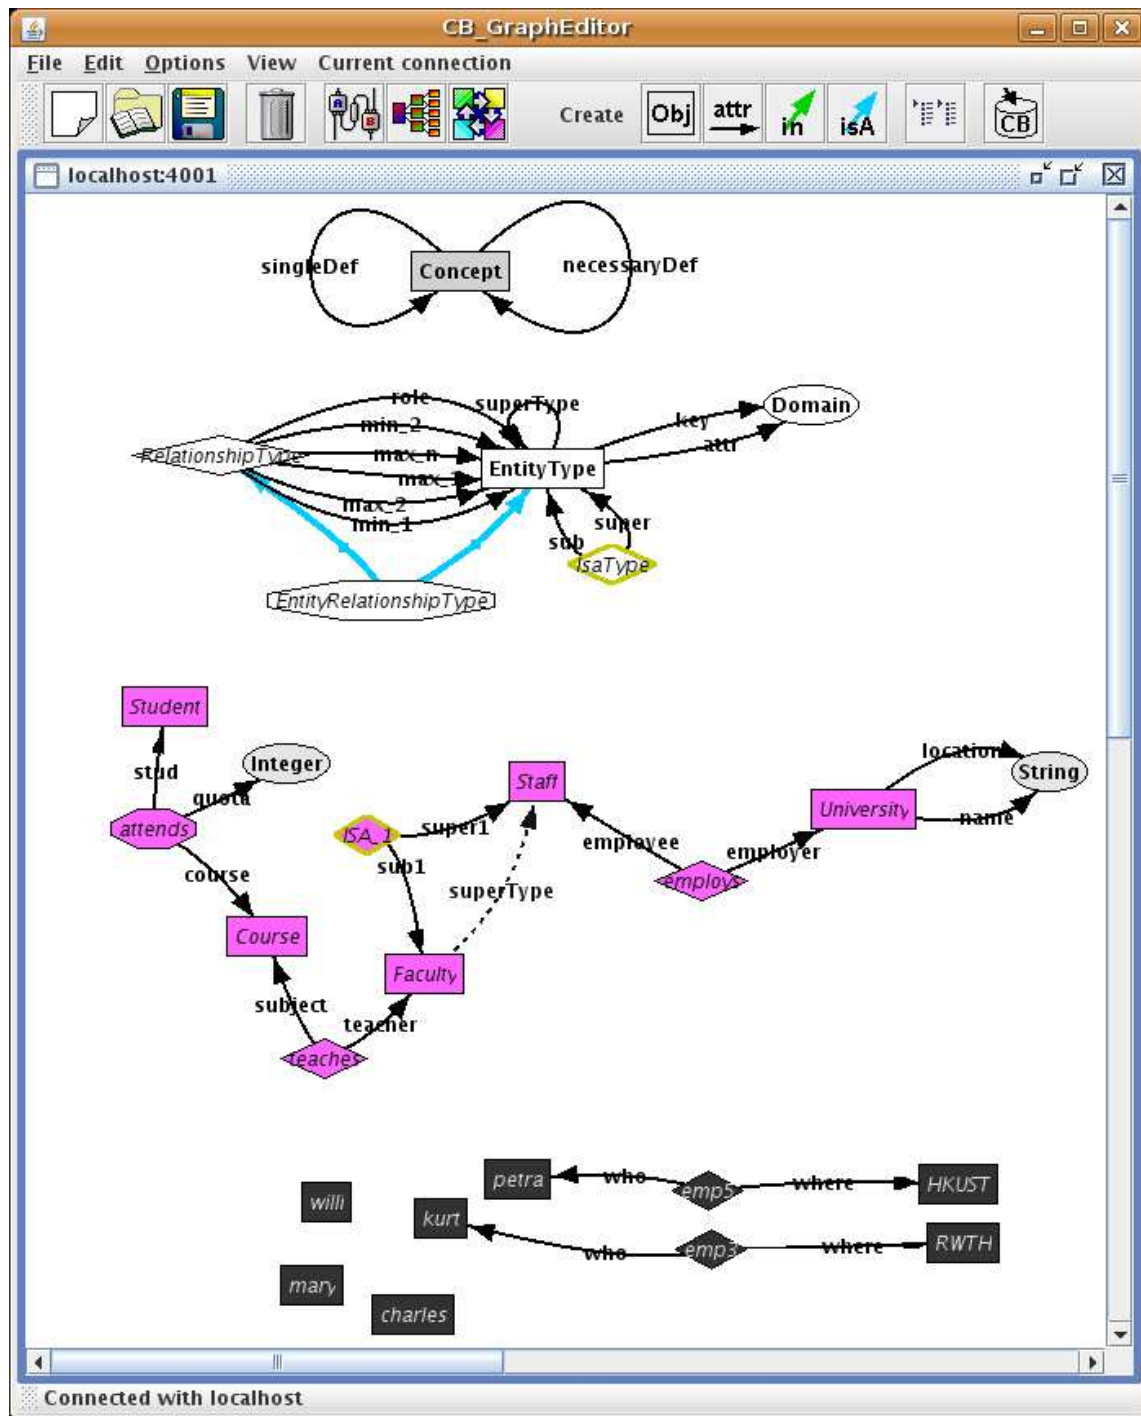 CB_GraphEditor
File Edit Options View Current connection
A B Create Obj attr in isA CB
localhost:4001
singleDef Concept necessaryDef
role superType Domain
min_2 key
RelationshipType max_n EntityType attr
max_
max_2
min_1 super
sub
IsaType
EntityRelationshipType
Student
stud Integer Staff location String
quota University
attends ISA_1 super1 employee employer name
course sub1 superType employs
Course
Faculty
subject teacher
teaches
petra who emp5 where HKUST
willi kurt
who emp3 where RWTH
mary
charles
Connected with localhost